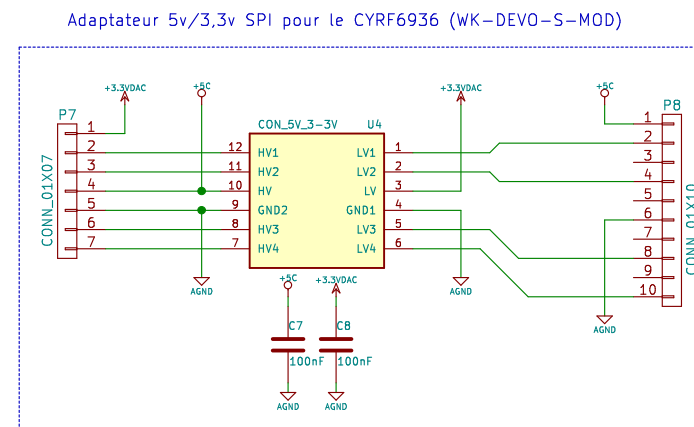 Adaptateur 5v/3,3v SPI pour le CYRF6936 (WK-DEVO-S-MOD)
+3.3VDAC
+5C
+3.3VDAC
+5C
P7
CON_5V_3-3V
U4
P8
CONN_01X07
1
2
3
4
5
6
7
12
11
10
9
8
7
HV1
HV2
HV
GND2
HV3
HV4
LV1
LV2
LV
GND1
LV3
LV4
1
2
3
4
5
6
1
2
3
4
5
6
7
8
9
10
CONN_01X10
AGND
AGND
AGND
+5C
+3.3VDAC
C7
100nF
C8
100nF
AGND
AGND